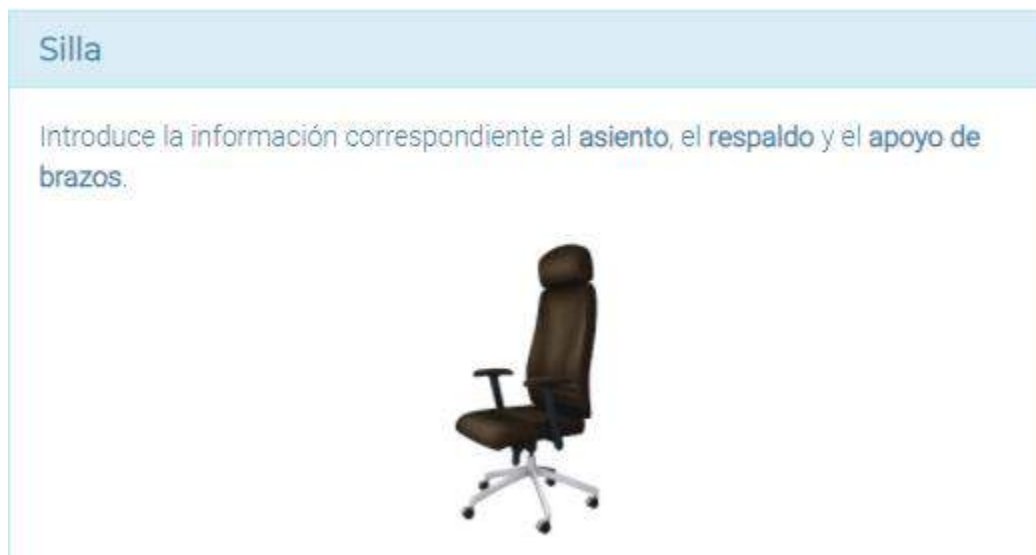 Silla
Introduce la información correspondiente al asiento, el respaldo y el apoyo de
brazos.